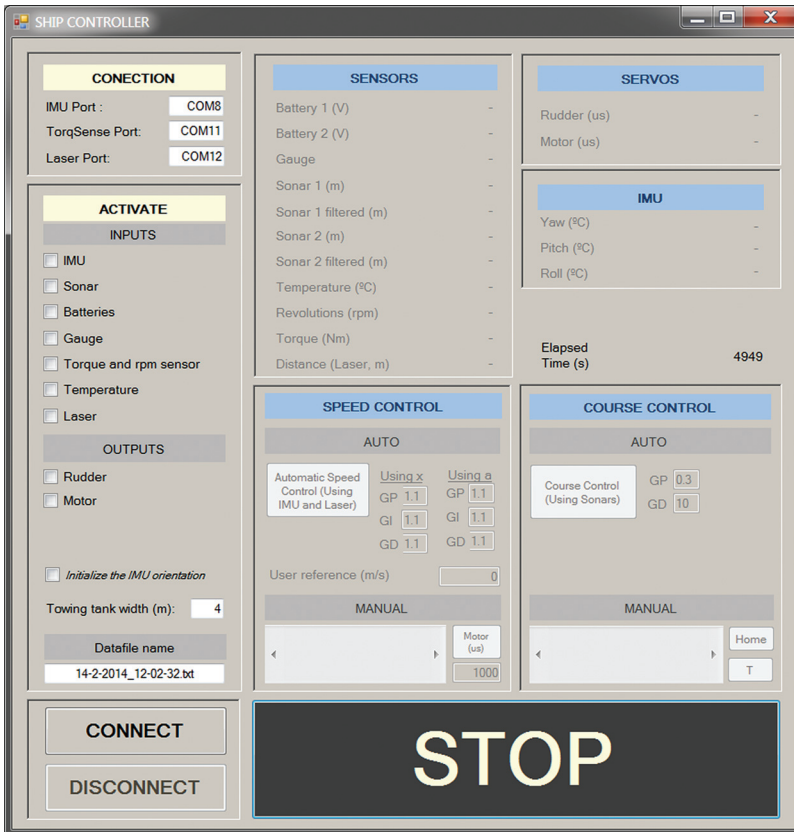 SHIP CONTROLLER
CONECTION
IMU Port : COM8
TorqSense Port: COM11
Laser Port: COM12
ACTIVATE
INPUTS
IMU
Sonar
Batteries
Gauge
Torque and rpm sensor
Temperature
Laser
OUTPUTS
Rudder
Motor
Initialize the IMU orientation
Towing tank width (m): 4
Datafile name
14-2-2014_12-02-32.txt
CONNECT
DISCONNECT
SENSORS
Battery 1 (V) -
Battery 2 (V) -
Gauge -
Sonar 1 (m) -
Sonar 1 filtered (m) -
Sonar 2 (m) -
Sonar 2 filtered (m) -
Temperature (ºC) -
Revolutions (rpm) -
Torque (Nm) -
Distance (Laser, m) -
SERVOS
Rudder (us) -
Motor (us) -
IMU
Yaw (ºC) -
Pitch (ºC) -
Roll (ºC) -
Elapsed
Time (s) 4949
SPEED CONTROL
AUTO
Automatic Speed
Control (Using
IMU and Laser)
Using x Using a
GP 1.1 GP 1.1
GI 1.1 GI 1.1
GD 1.1 GD 1.1
User reference (m/s) 0
MANUAL
Motor
(us)
1000
COURSE CONTROL
AUTO
Course Control
(Using Sonars)
GP 0.3
GD 10
MANUAL
Home
T
STOP